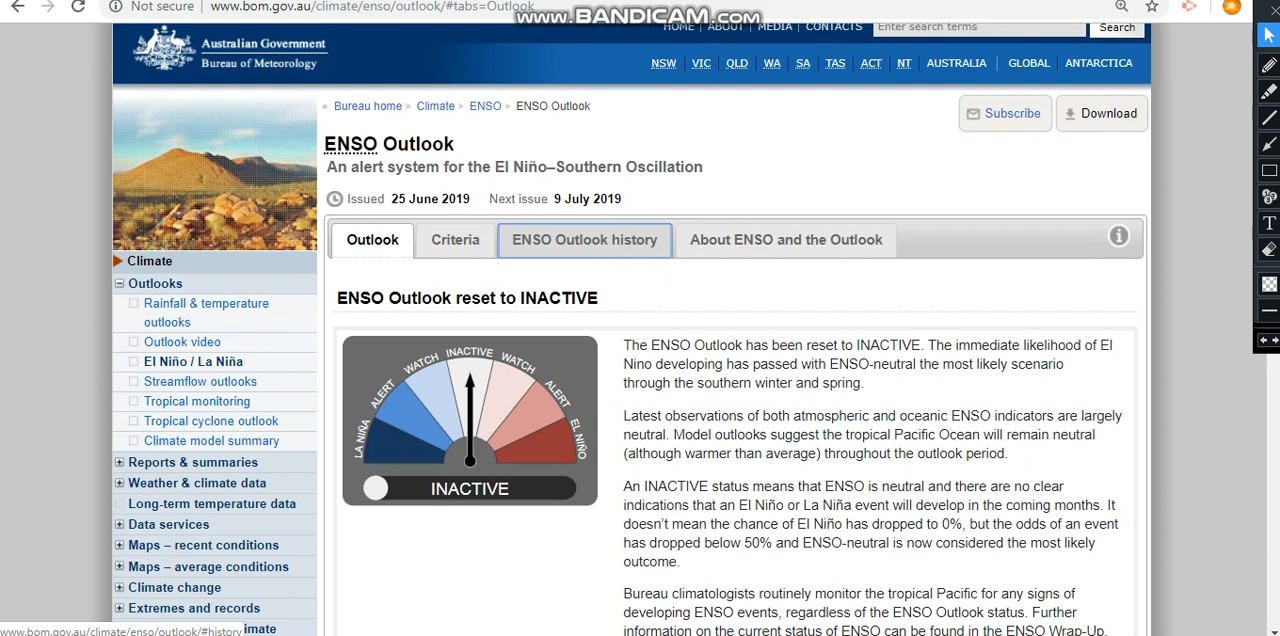 Not secure
www.bom.gov.au/climate/enso/outlook/#tabs=Outlook
www.BANDICAM.com
HOME | ABOUT | MEDIA | CONTACTS
Enter search terms
Search
Australian Government
Bureau of Meteorology
NSW VIC QLD WA SA TAS ACT NT AUSTRALIA GLOBAL ANTARCTICA
Bureau home > Climate > ENSO > ENSO Outlook
Subscribe
Download
ENSO Outlook
An alert system for the El Niño–Southern Oscillation
Issued 25 June 2019 Next issue 9 July 2019
Outlook
Criteria
ENSO Outlook history
About ENSO and the Outlook
i
Climate
Outlooks
Rainfall & temperature
outlooks
Outlook video
El Niño / La Niña
Streamflow outlooks
Tropical monitoring
Tropical cyclone outlook
Climate model summary
Reports & summaries
Weather & climate data
Long-term temperature data
Data services
Maps – recent conditions
Maps – average conditions
Climate change
Extremes and records
imate
ENSO Outlook reset to INACTIVE
LA NIÑA
ALERT
WATCH
INACTIVE
WATCH
ALERT
EL NIÑO
INACTIVE
The ENSO Outlook has been reset to INACTIVE. The immediate likelihood of El
Nino developing has passed with ENSO-neutral the most likely scenario
through the southern winter and spring.
Latest observations of both atmospheric and oceanic ENSO indicators are largely
neutral. Model outlooks suggest the tropical Pacific Ocean will remain neutral
(although warmer than average) throughout the outlook period.
An INACTIVE status means that ENSO is neutral and there are no clear
indications that an El Niño or La Niña event will develop in the coming months. It
doesn't mean the chance of El Niño has dropped to 0%, but the odds of an event
has dropped below 50% and ENSO-neutral is now considered the most likely
outcome.
Bureau climatologists routinely monitor the tropical Pacific for any signs of
developing ENSO events, regardless of the ENSO Outlook status. Further
information on the current status of ENSO can be found in the ENSO Wrap-Up.
www.bom.gov.au/climate/enso/outlook/#history
T